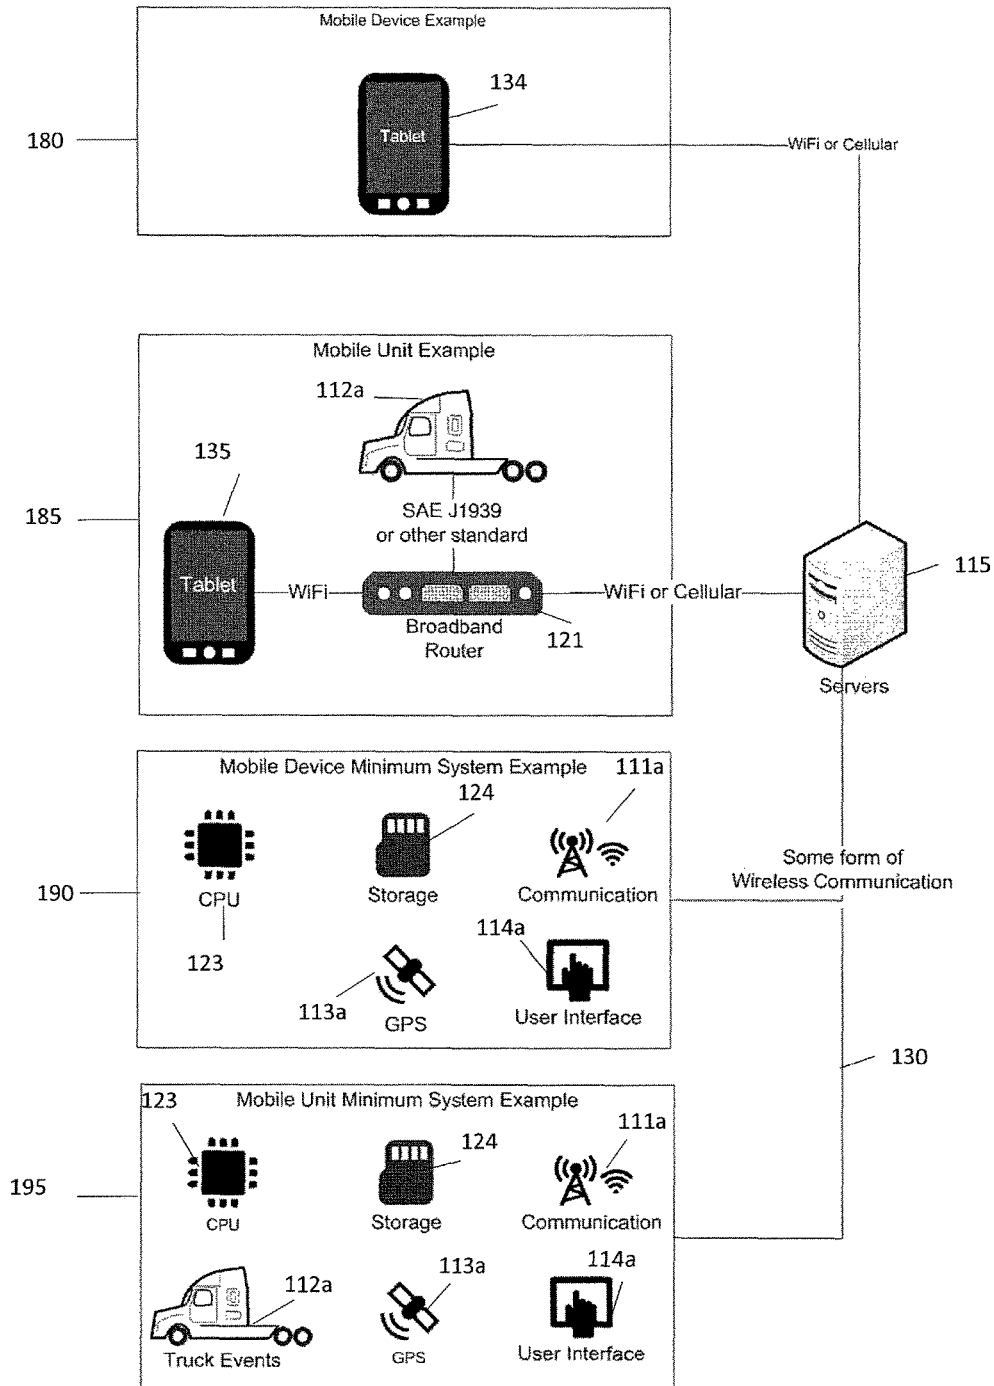 Mobile Device Example
134
Tablet
180
WiFi or Cellular
Mobile Unit Example
112a
135
SAE J1939
or other standard
185
115
Tablet
WiFi
WiFi or Cellular
Broadband
Router
121
Servers
Mobile Device Minimum System Example
111a
124
Some form of
Wireless Communication
190
CPU
Storage
Communication
114a
123
113a
GPS
User Interface
130
123
Mobile Unit Minimum System Example
124
111a
195
CPU
Storage
Communication
112a
113a
114a
Truck Events
GPS
User Interface